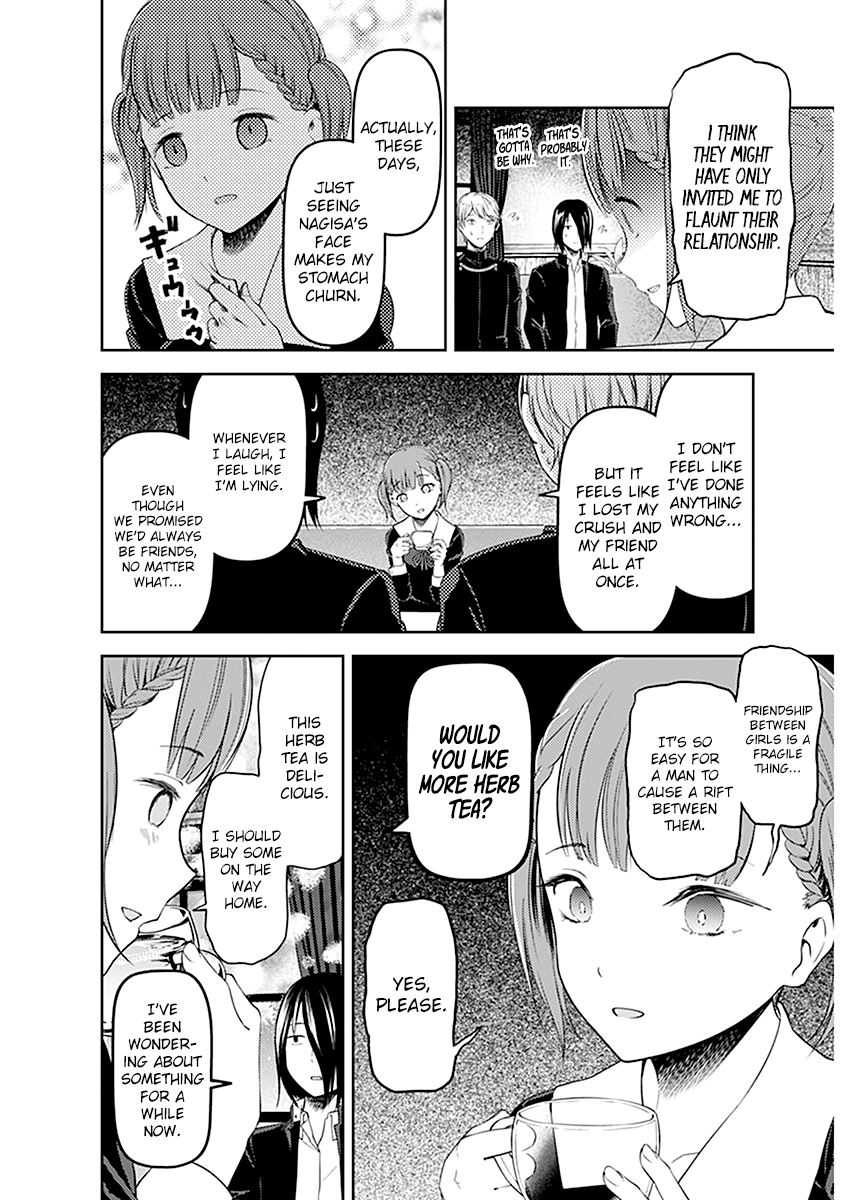 I THINK
THEY MIGHT
HAVE ONLY
INVITED ME TO
FLAUNT THEIR
RELATIONSHIP.
THAT'S
PROBABLY
IT.
THAT'S
GOTTA
BE WHY.
ACTUALLY,
THESE
DAYS,
JUST
SEEING
NAGISA'S
FACE
MAKES MY
STOMACH
CHURN.
ギュウゥゥ
I DON'T
FEEL LIKE
I'VE DONE
ANYTHING
WRONG...
BUT IT
FEELS LIKE
I LOST MY
CRUSH AND
MY FRIEND
ALL AT
ONCE.
WHENEVER
I LAUGH, I
FEEL LIKE
I'M LYING.
EVEN
THOUGH
WE PROMISED
WE'D ALWAYS
BE FRIENDS,
NO MATTER
WHAT...
FRIENDSHIP
BETWEEN
GIRLS IS A
FRAGILE
THING...
IT'S SO
EASY FOR
A MAN TO
CAUSE A RIFT
BETWEEN
THEM.
WOULD
YOU LIKE
MORE HERB
TEA?
YES,
PLEASE.
THIS
HERB
TEA IS
DELI-
CIOUS.
I SHOULD
BUY SOME
ON THE
WAY
HOME.
I'VE
BEEN
WONDER-
ING ABOUT
SOMETHING
FOR A
WHILE
NOW.